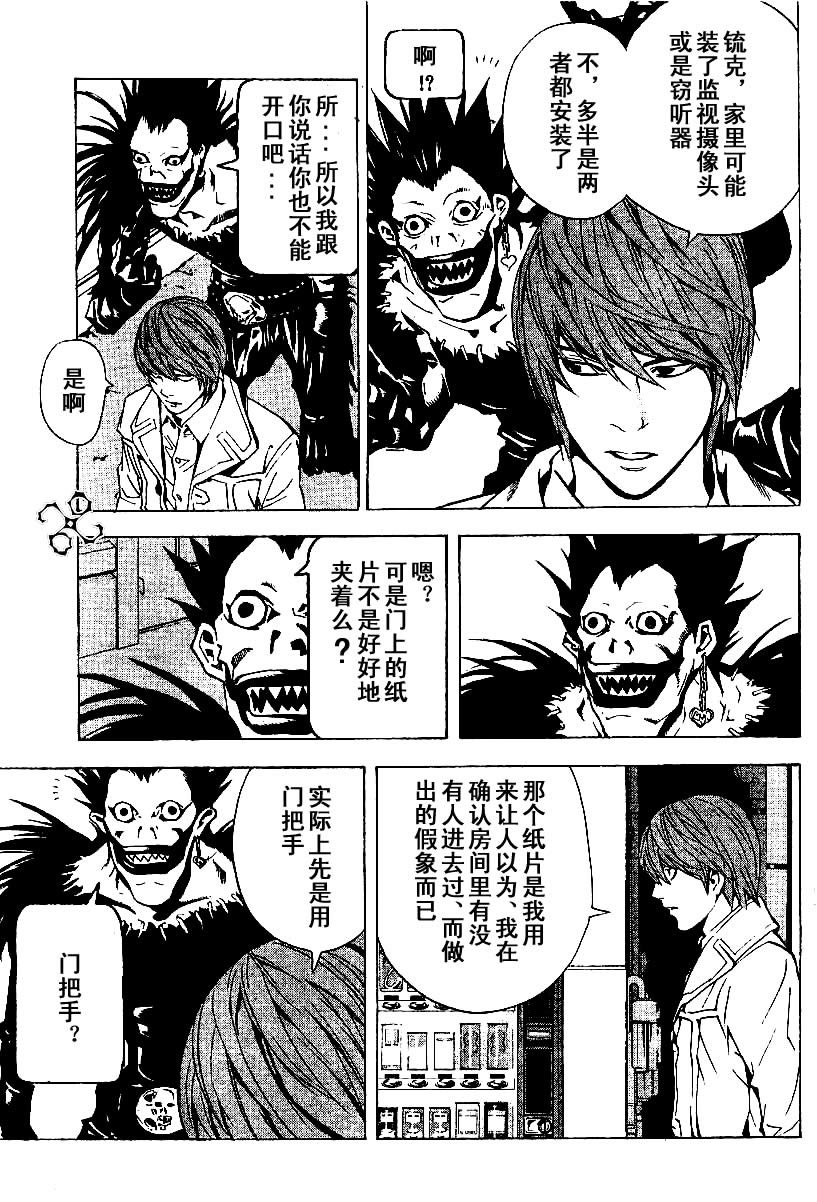 锍克，家里可能
装了监视摄像头
或是窃听器
不，多半是两
者都安装了
啊
!?
所...所以我跟
你说话你也不能
开口吧...
是
啊
嗯？
可是门上的纸
片不是好好地
夹着么？
那个纸片是我用
来让人以为、我在
确认房间里有没
有人进去过、而做
出的假象而已
实际上先是用
门把手
门把手？